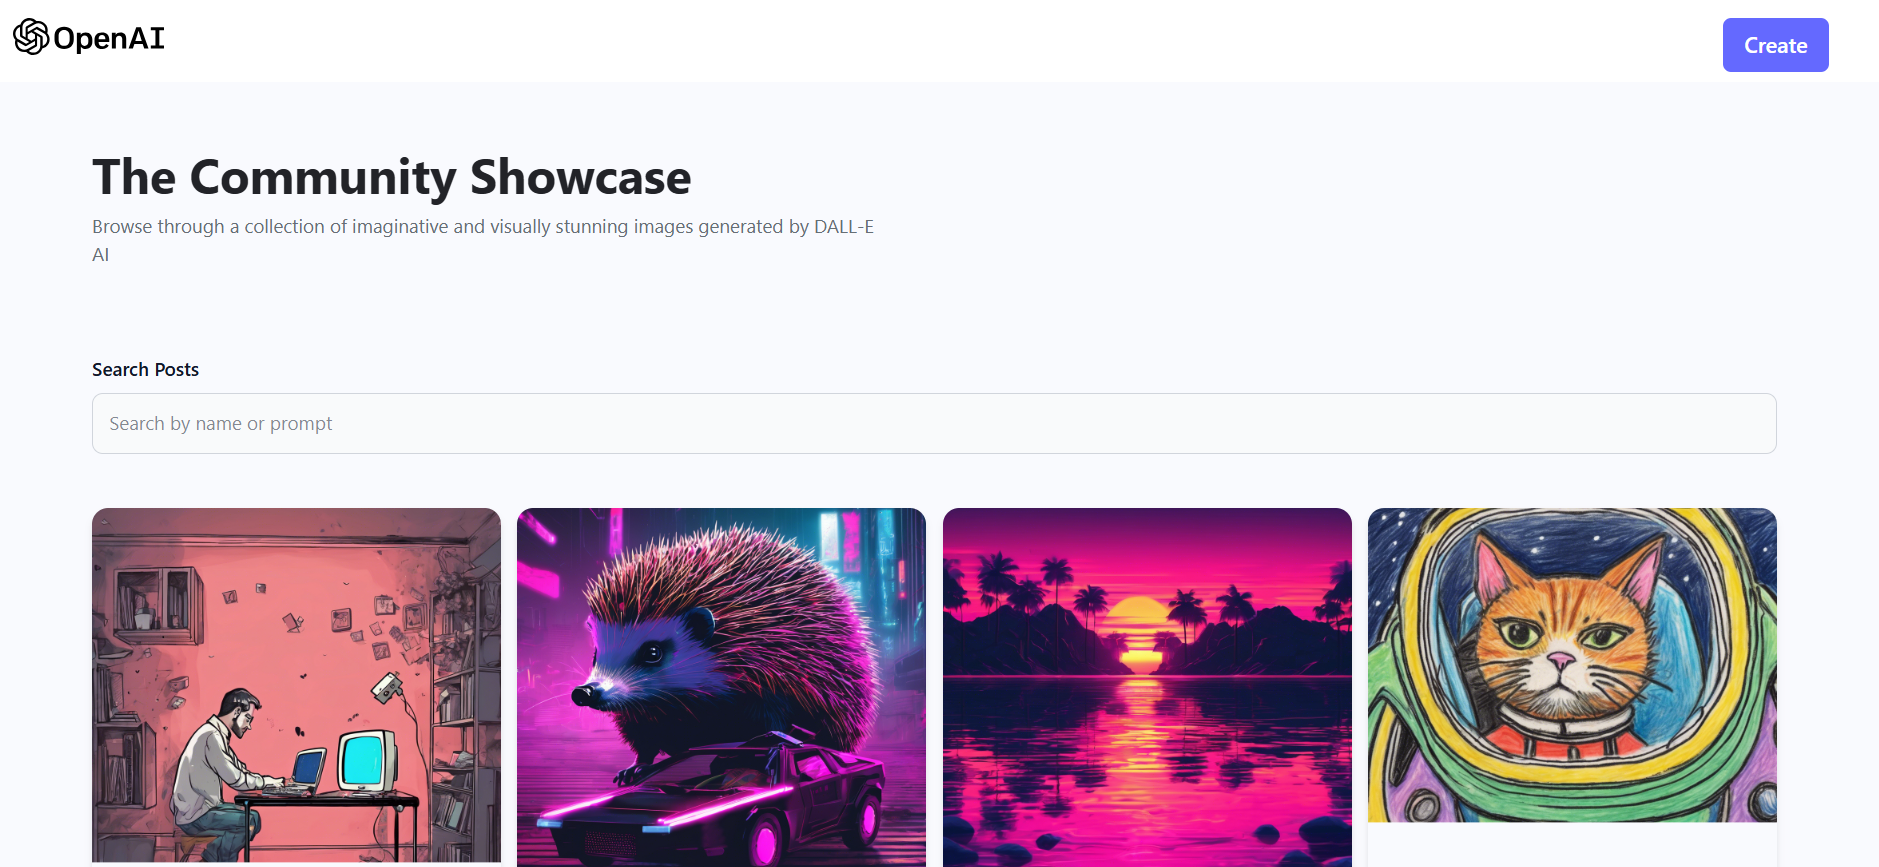 OpenAI
Create
The Community Showcase
Browse through a collection of imaginative and visually stunning images generated by DALL-E
AI
Search Posts
Search by name or prompt